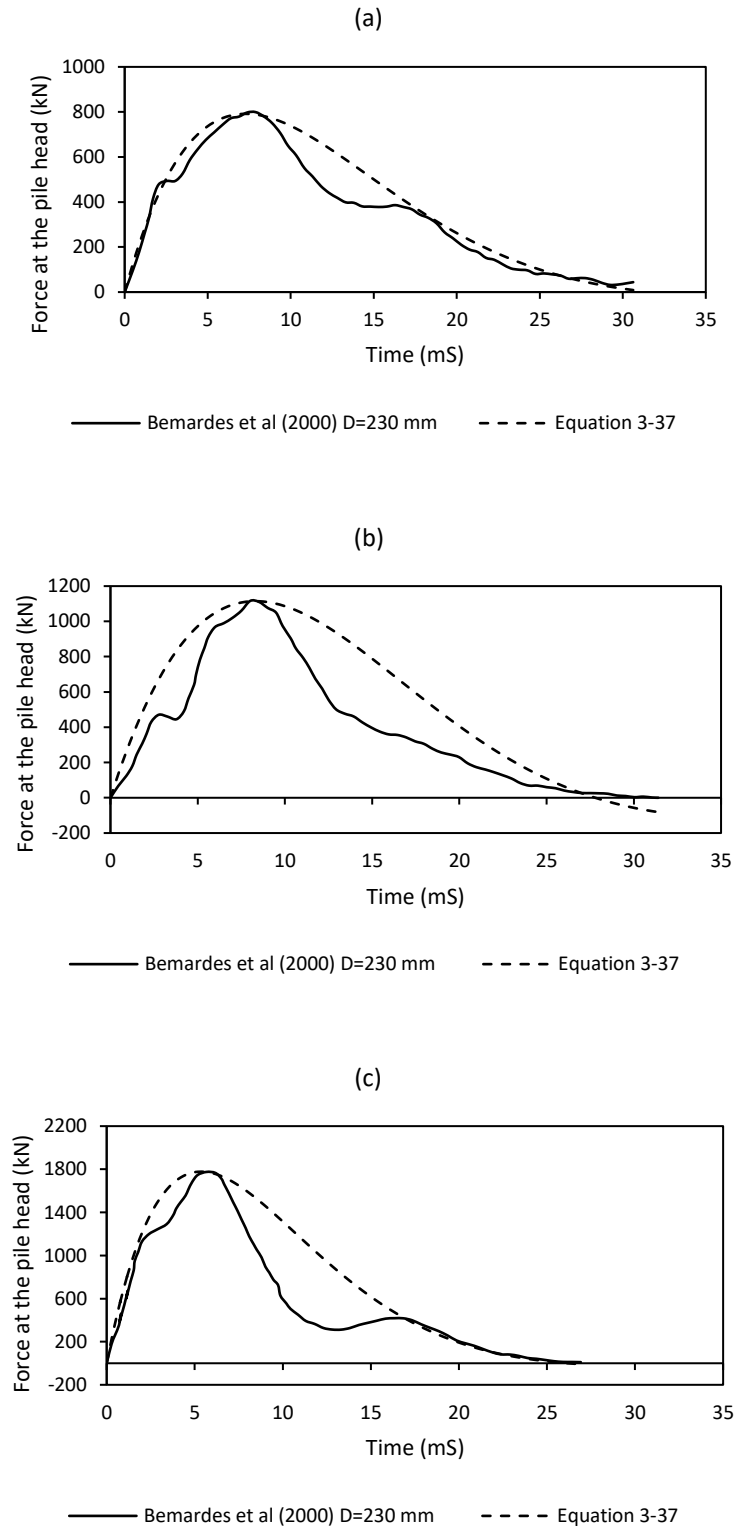 (a)
Force at the pile head (kN)
1000
800
600
400
200
0
0 5 10 15 20 25 30 35
Time (mS)
Bemardes et al (2000) D=230 mm Equation 3-37
(b)
Force at the pile head (kN)
1200
1000
800
600
400
200
0
-200
0 5 10 15 20 25 30 35
Time (mS)
Bemardes et al (2000) D=230 mm Equation 3-37
(c)
Force at the pile head (kN)
2200
1800
1400
1000
600
200
-200
0 5 10 15 20 25 30 35
Time (mS)
Bemardes et al (2000) D=230 mm Equation 3-37